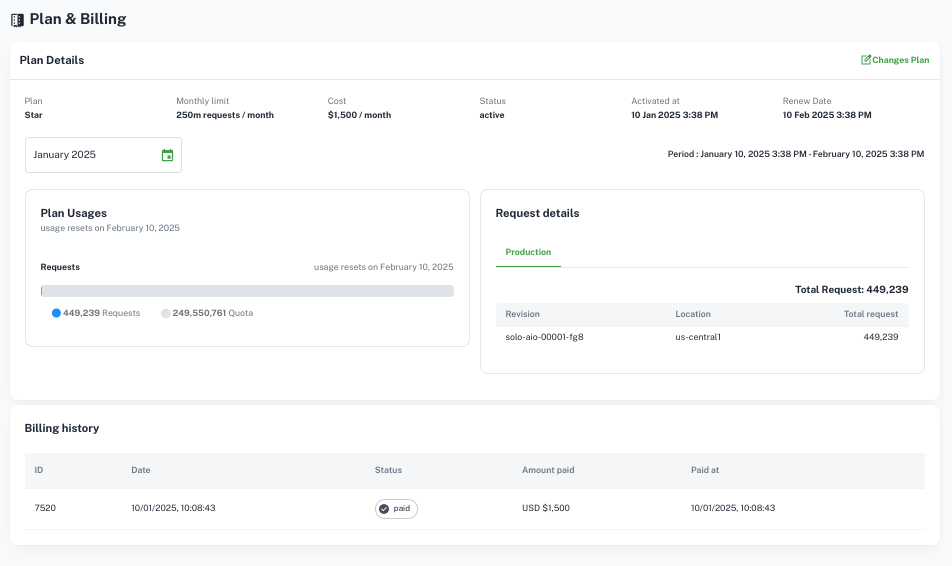 Plan & Billing
Plan Details
Changes Plan
Plan Monthly limit Cost Status Activated at Renew Date
Star 250m requests / month $1,500 / month active 10 Jan 2025 3:38 PM 10 Feb 2025 3:38 PM
January 2025
Period : January 10, 2025 3:38 PM - February 10, 2025 3:38 PM
Plan Usages
usage resets on February 10, 2025
Requests usage resets on February 10, 2025
449,239 Requests 249,550,761 Quota
Request details
Production
Total Request: 449,239
Revision Location Total request
solo-aio-00001-fg8 us-central1 449,239
Billing history
ID Date Status Amount paid Paid at
7520 10/01/2025, 10:08:43 paid USD $1,500 10/01/2025, 10:08:43